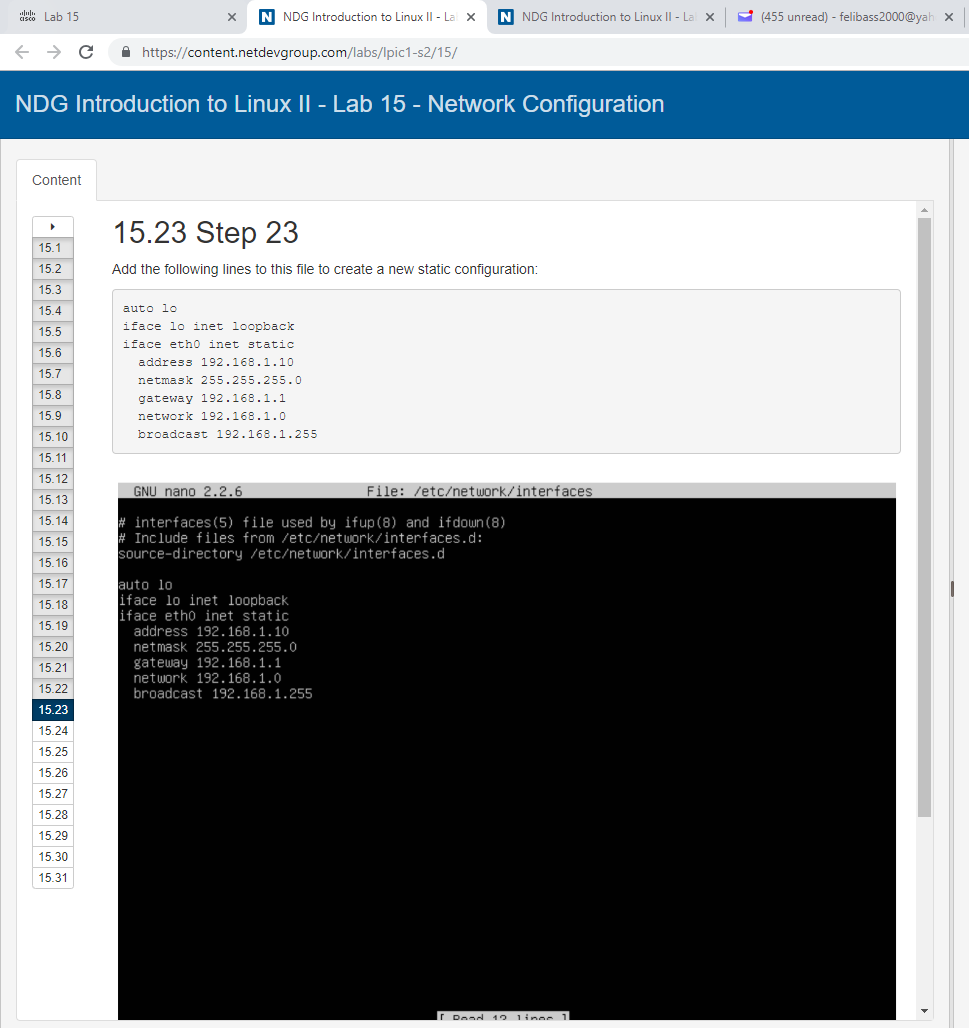 cisco Lab 15
NDG Introduction to Linux II - La
NDG Introduction to Linux II - La
(455 unread) - felibass2000@yah
https://content.netdevgroup.com/labs/lpic1-s2/15/
NDG Introduction to Linux II - Lab 15 - Network Configuration
Content
15.1
15.2
15.3
15.4
15.5
15.6
15.7
15.8
15.9
15.10
15.11
15.12
15.13
15.14
15.15
15.16
15.17
15.18
15.19
15.20
15.21
15.22
15.23
15.24
15.25
15.26
15.27
15.28
15.29
15.30
15.31
15.23 Step 23
Add the following lines to this file to create a new static configuration:
auto lo
iface lo inet loopback
iface eth0 inet static
  address 192.168.1.10
  netmask 255.255.255.0
  gateway 192.168.1.1
  network 192.168.1.0
  broadcast 192.168.1.255
GNU nano 2.2.6 File: /etc/network/interfaces
# interfaces(5) file used by ifup(8) and ifdown(8)
# Include files from /etc/network/interfaces.d:
source-directory /etc/network/interfaces.d
auto lo
iface lo inet loopback
iface eth0 inet static
  address 192.168.1.10
  netmask 255.255.255.0
  gateway 192.168.1.1
  network 192.168.1.0
  broadcast 192.168.1.255
[ Read 12 lines ]